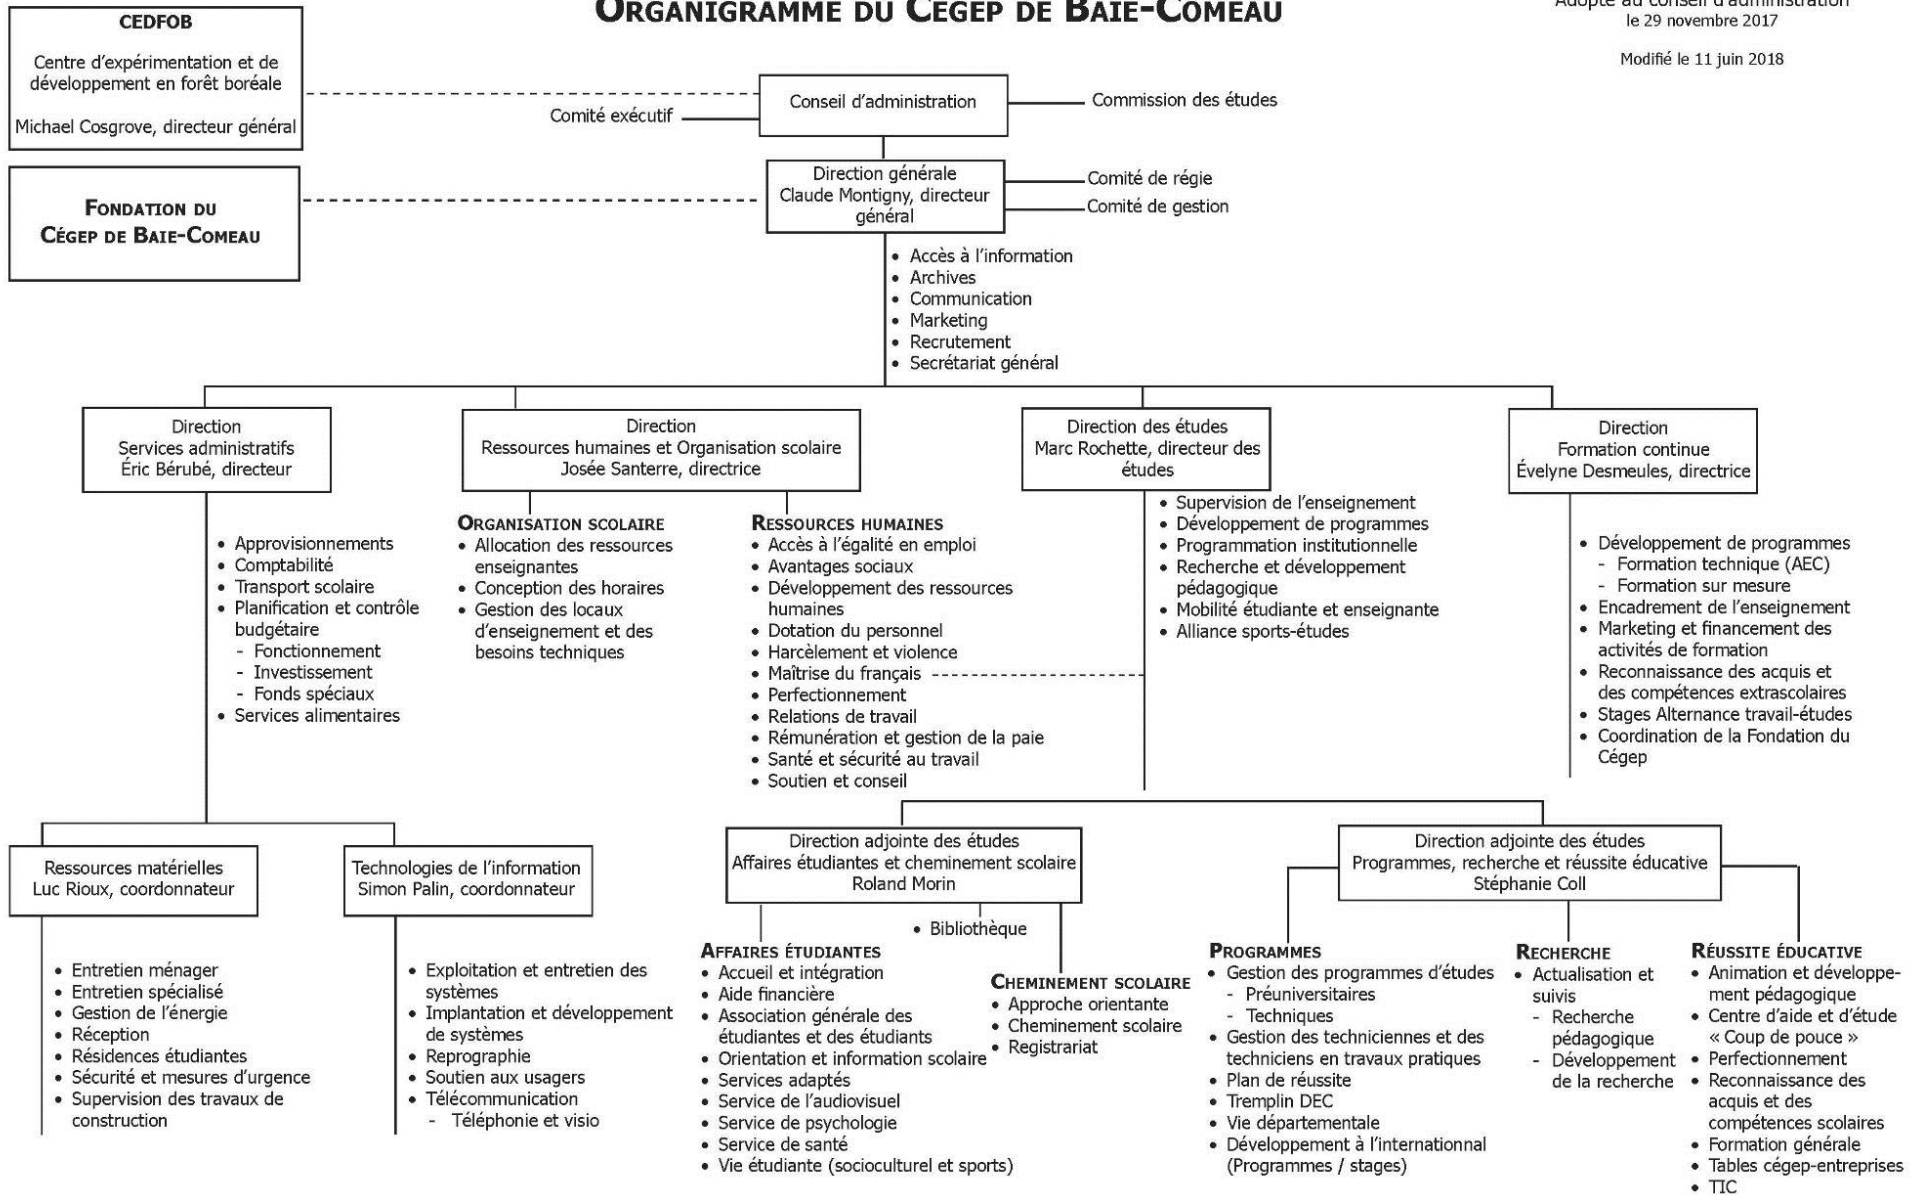 ORGANIGRAMME DU CÉGEP DE BAIE-COMEAU
Adopté au conseil d'administration
le 29 novembre 2017
Modifié le 11 juin 2018
CEDFOB
Centre d'expérimentation et de
développement en forêt boréale
Michael Cosgrove, directeur général
FONDATION DU
CÉGEP DE BAIE-COMEAU
Conseil d'administration
Comité exécutif
Commission des études
Direction générale
Claude Montigny, directeur
général
Comité de régie
Comité de gestion
• Accès à l'information
• Archives
• Communication
• Marketing
• Recrutement
• Secrétariat général
Direction
Services administratifs
Éric Bérubé, directeur
• Approvisionnements
• Comptabilité
• Transport scolaire
• Planification et contrôle
budgétaire
- Fonctionnement
- Investissement
- Fonds spéciaux
• Services alimentaires
Direction
Ressources humaines et Organisation scolaire
Josée Santerre, directrice
ORGANISATION SCOLAIRE
• Allocation des ressources
enseignantes
• Conception des horaires
• Gestion des locaux
d'enseignement et des
besoins techniques
RESSOURCES HUMAINES
• Accès à l'égalité en emploi
• Avantages sociaux
• Développement des ressources
humaines
• Dotation du personnel
• Harcèlement et violence
• Maîtrise du français
• Perfectionnement
• Relations de travail
• Rémunération et gestion de la paie
• Santé et sécurité au travail
• Soutien et conseil
Direction des études
Marc Rochette, directeur des
études
• Supervision de l'enseignement
• Développement de programmes
• Programmation institutionnelle
• Recherche et développement
pédagogique
• Mobilité étudiante et enseignante
• Alliance sports-études
Direction
Formation continue
Évelyne Desmeules, directrice
• Développement de programmes
- Formation technique (AEC)
- Formation sur mesure
• Encadrement de l'enseignement
• Marketing et financement des
activités de formation
• Reconnaissance des acquis et
des compétences extrascolaires
• Stages Alternance travail-études
• Coordination de la Fondation du
Cégep
Ressources matérielles
Luc Rioux, coordonnateur
• Entretien ménager
• Entretien spécialisé
• Gestion de l'énergie
• Réception
• Résidences étudiantes
• Sécurité et mesures d'urgence
• Supervision des travaux de
construction
Technologies de l'information
Simon Palin, coordonnateur
• Exploitation et entretien des
systèmes
• Implantation et développement
de systèmes
• Reprographie
• Soutien aux usagers
• Télécommunication
- Téléphonie et visio
Direction adjointe des études
Affaires étudiantes et cheminement scolaire
Roland Morin
• Bibliothèque
AFFAIRES ÉTUDIANTES
• Accueil et intégration
• Aide financière
• Association générale des
étudiantes et des étudiants
• Orientation et information scolaire
• Services adaptés
• Service de l'audiovisuel
• Service de psychologie
• Service de santé
• Vie étudiante (socioculturel et sports)
CHEMINEMENT SCOLAIRE
• Approche orientante
• Cheminement scolaire
• Registrariat
Direction adjointe des études
Programmes, recherche et réussite éducative
Stéphanie Coll
PROGRAMMES
• Gestion des programmes d'études
- Préuniversitaires
- Techniques
• Gestion des techniciennes et des
techniciens en travaux pratiques
• Plan de réussite
• Tremplin DEC
• Vie départementale
• Développement à l'internationnal
(Programmes / stages)
RECHERCHE
• Actualisation et
suivis
- Recherche
pédagogique
- Développement
de la recherche
RÉUSSITE ÉDUCATIVE
• Animation et développe-
ment pédagogique
• Centre d'aide et d'étude
« Coup de pouce »
• Perfectionnement
• Reconnaissance des
acquis et des
compétences scolaires
• Formation générale
• Tables cégep-entreprises
• TIC